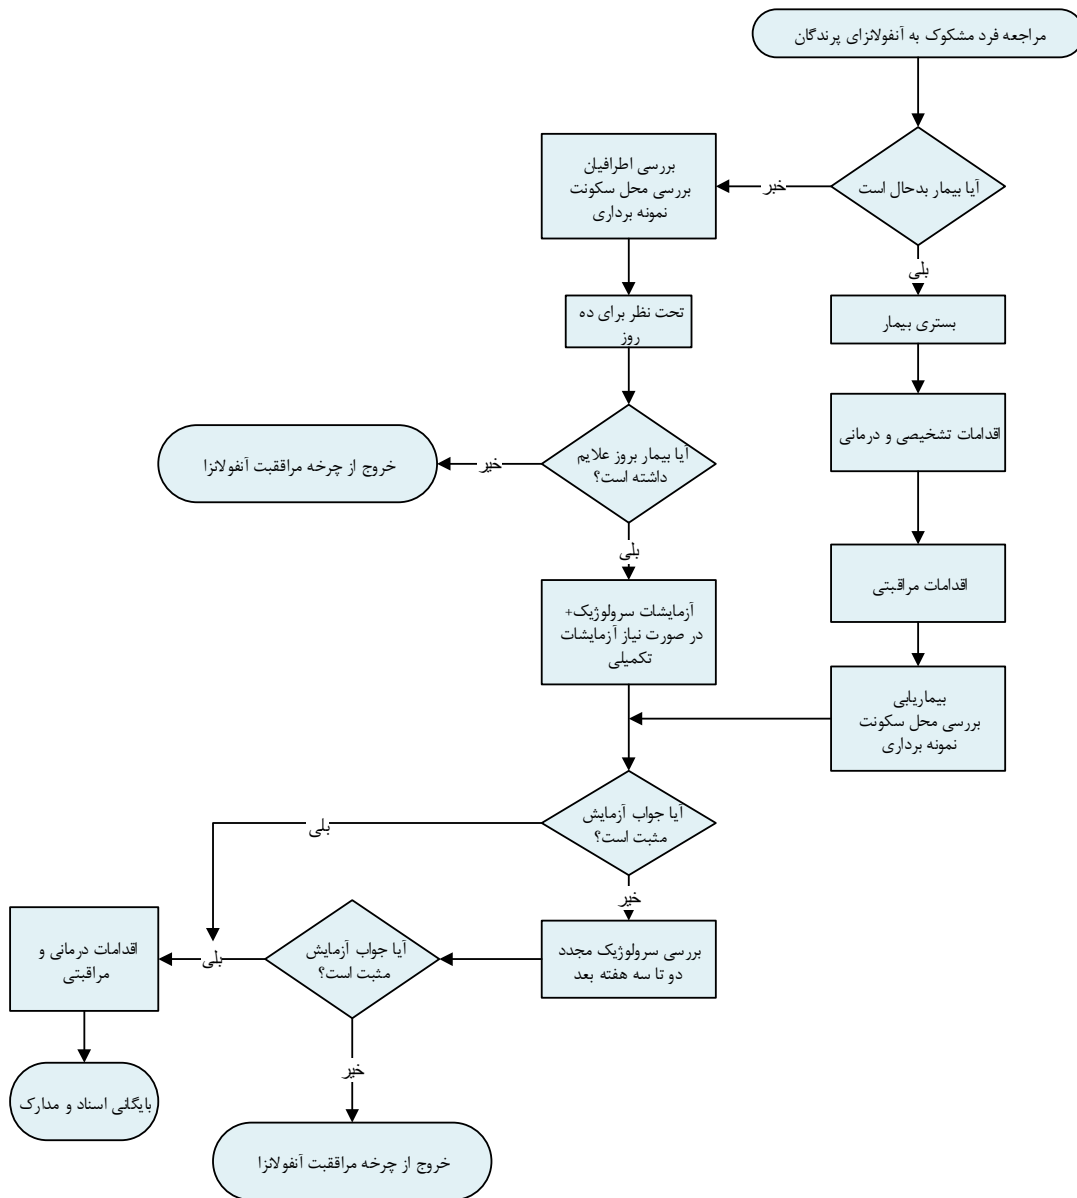 مراجعه فرد مشکوک به آنفولانزای پرندگان
آیا بیمار بدحال است
خیر
بررسی اطرافیان
بررسی محل سکونت
نمونه برداری
بلی
تحت نظر برای ده
روز
بستری بیمار
اقدامات تشخیصی و درمانی
آیا بیمار بروز علایم
داشته است؟
خیر
خروج از چرخه مراققبت آنفولانزا
بلی
اقدامات مراقبتی
آزمایشات سرولوژیک+
در صورت نیاز آزمایشات
تکمیلی
بیماریابی
بررسی محل سکونت
نمونه برداری
آیا جواب آزمایش
مثبت است؟
بلی
خیر
بررسی سرولوژیک مجدد
دو تا سه هفته بعد
آیا جواب آزمایش
مثبت است؟
بلی
اقدامات درمانی و
مراقبتی
خیر
بایگانی اسناد و مدارک
خروج از چرخه مراققبت آنفولانزا